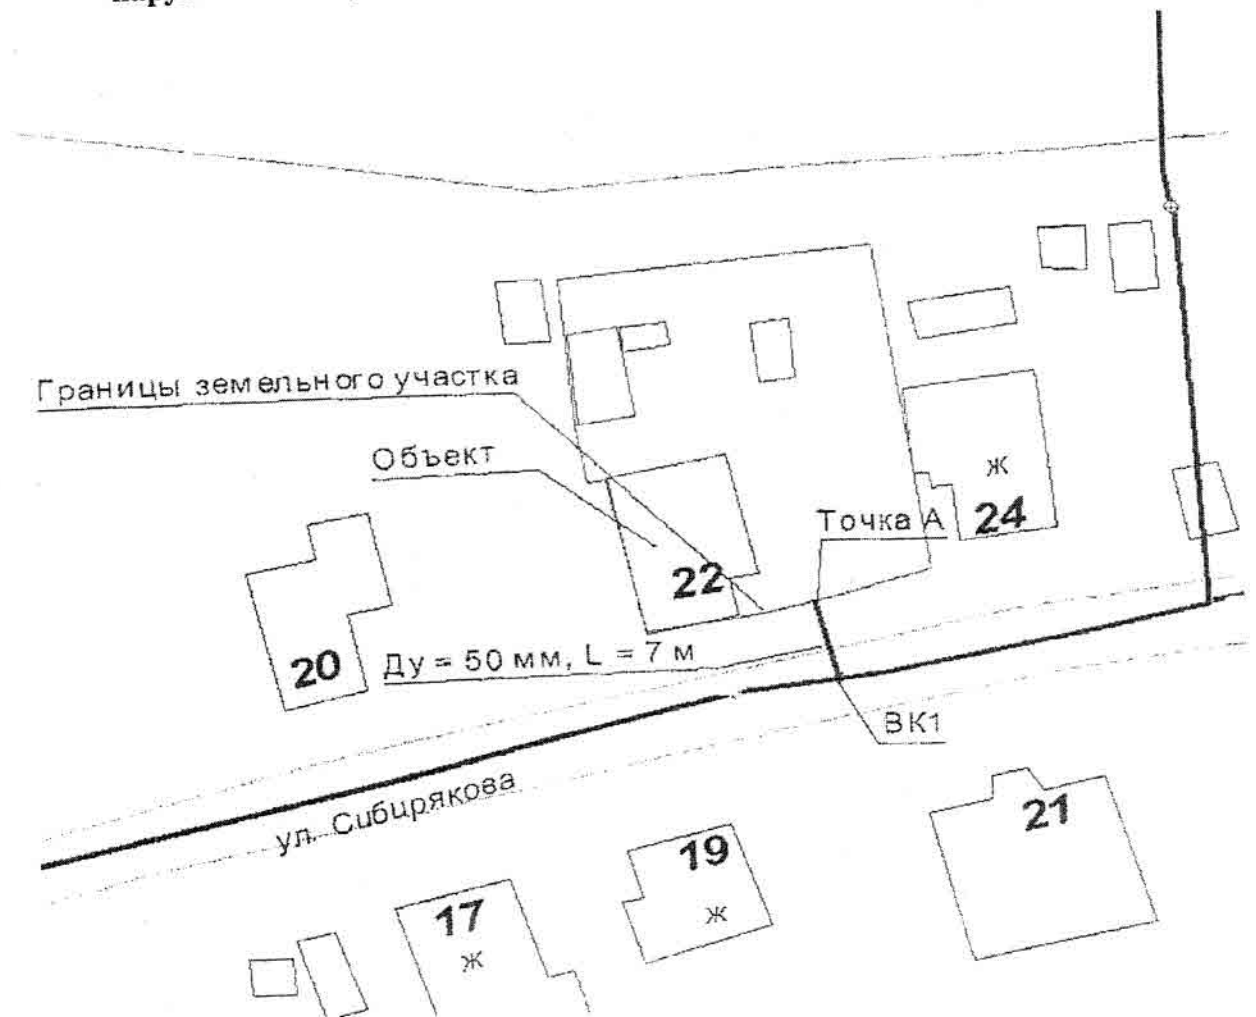 Границы земельного участка
Объект
Точка А
ж
24
22
20
Ду = 50 мм, L = 7 м
ВК1
ул. Сибирякова
21
19
ж
17
ж